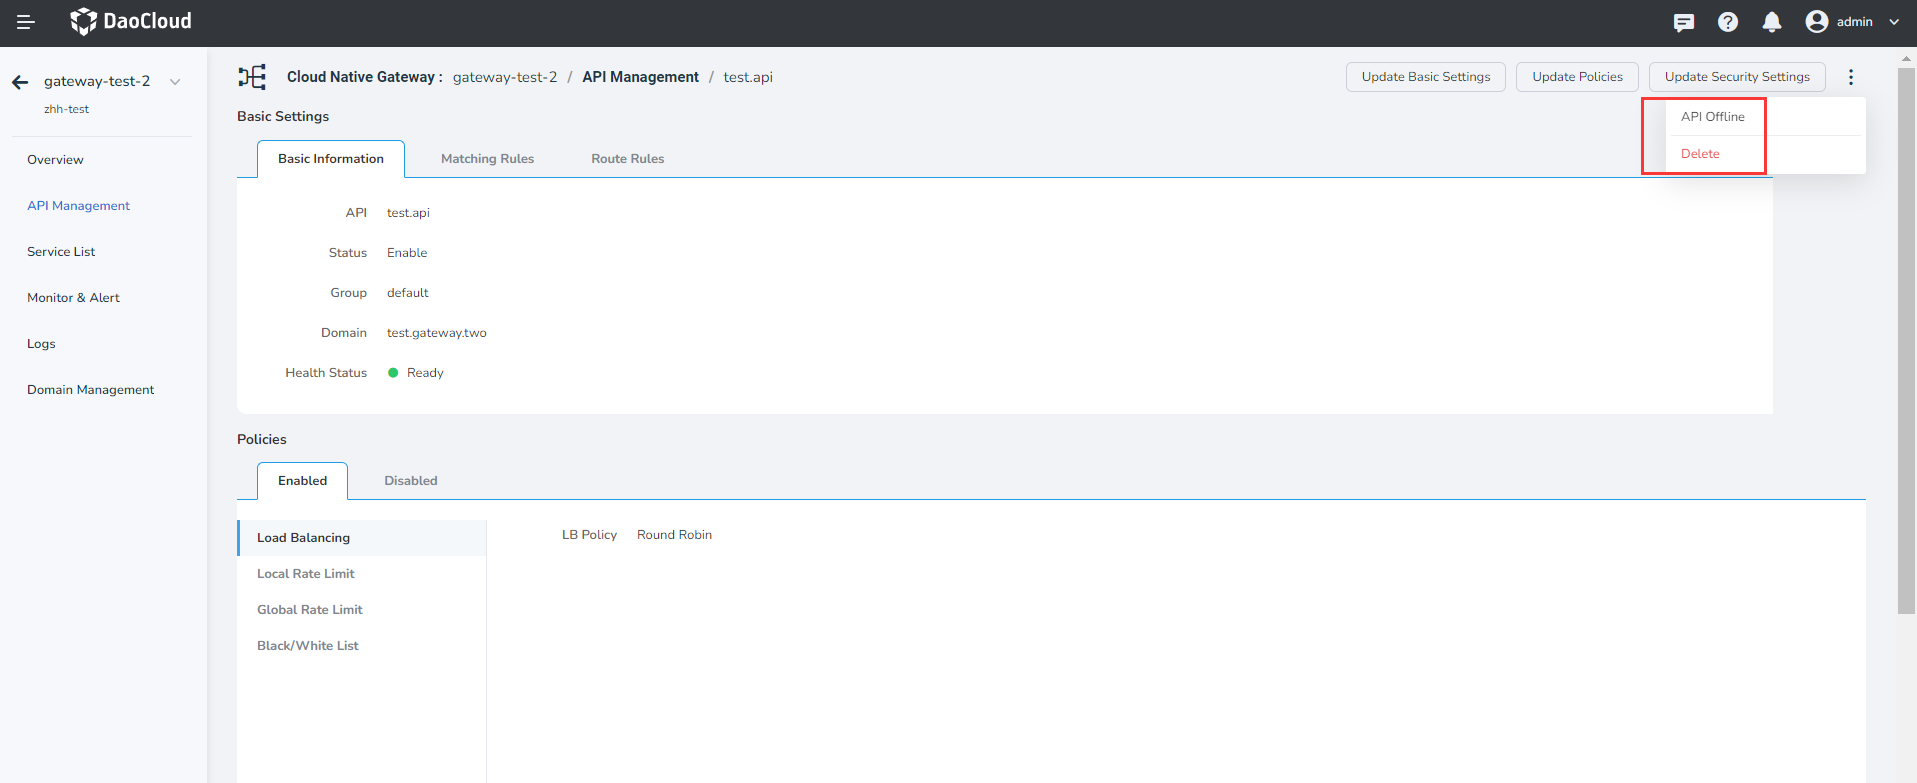 DaoCloud
admin
gateway-test-2
zhh-test
Overview
API Management
Service List
Monitor & Alert
Logs
Domain Management
Cloud Native Gateway : gateway-test-2 / API Management / test.api
Update Basic Settings
Update Policies
Update Security Settings
API Offline
Delete
Basic Settings
Basic Information
Matching Rules
Route Rules
API test.api
Status Enable
Group default
Domain test.gateway.two
Health Status Ready
Policies
Enabled
Disabled
Load Balancing
Local Rate Limit
Global Rate Limit
Black/White List
LB Policy Round Robin